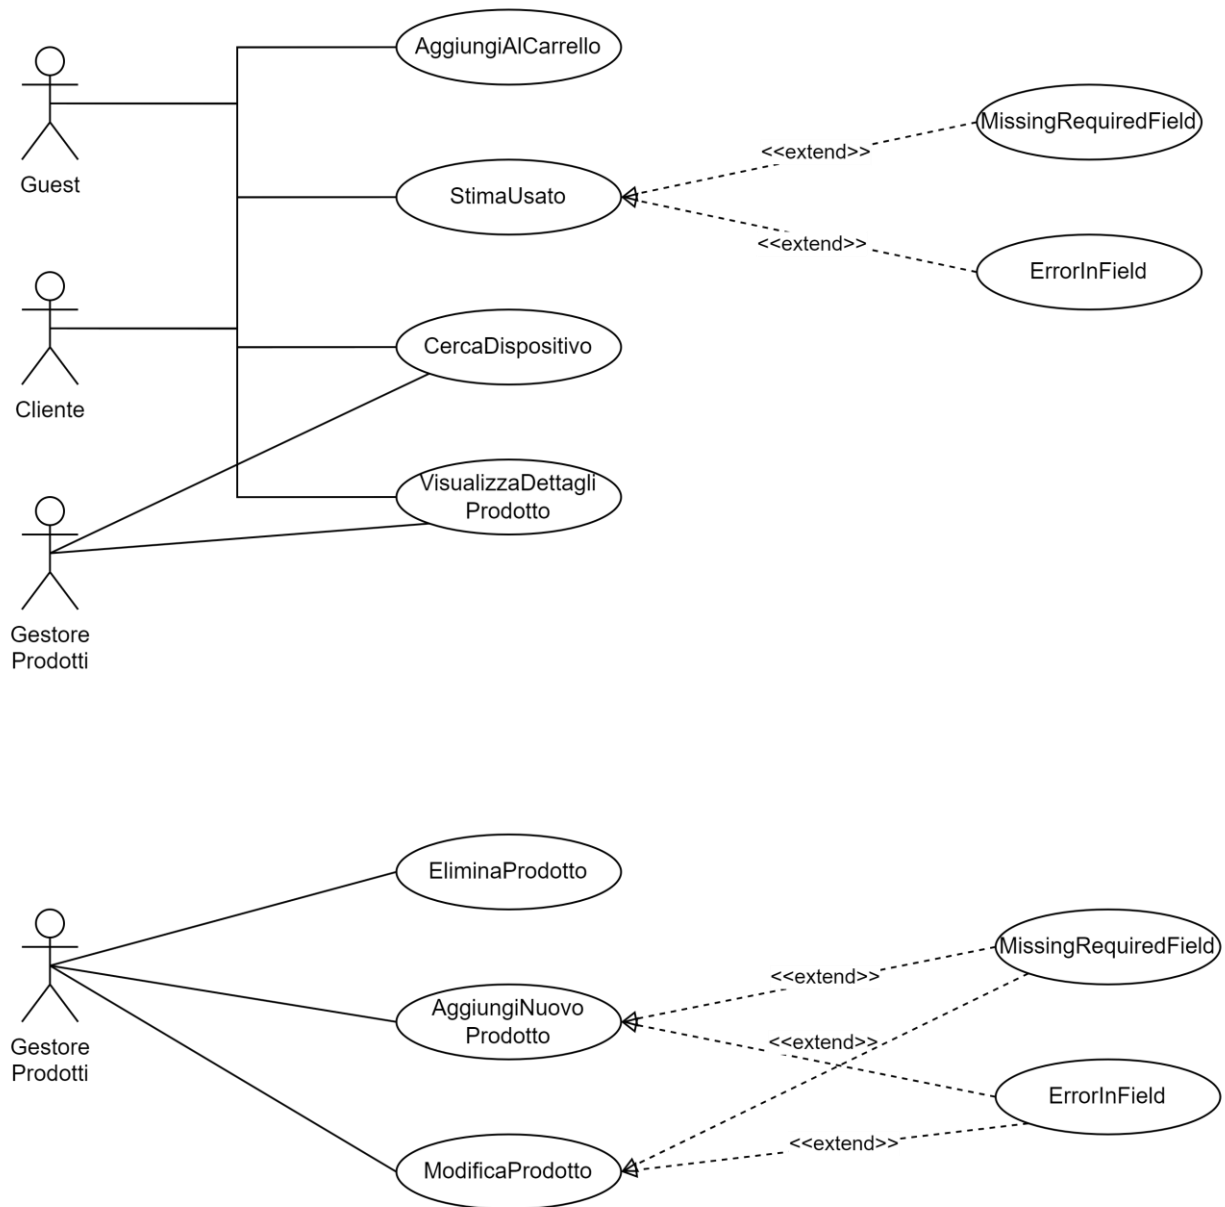 AggiungiAlCarrello
Guest
MissingRequiredField
<<extend>>
StimaUsato
<<extend>>
ErrorInField
CercaDispositivo
Cliente
VisualizzaDettagli
Prodotto
Gestore
Prodotti
EliminaProdotto
MissingRequiredField
<<extend>>
AggiungiNuovo
Prodotto
Gestore
Prodotti
<<extend>>
ErrorInField
<<extend>>
ModificaProdotto